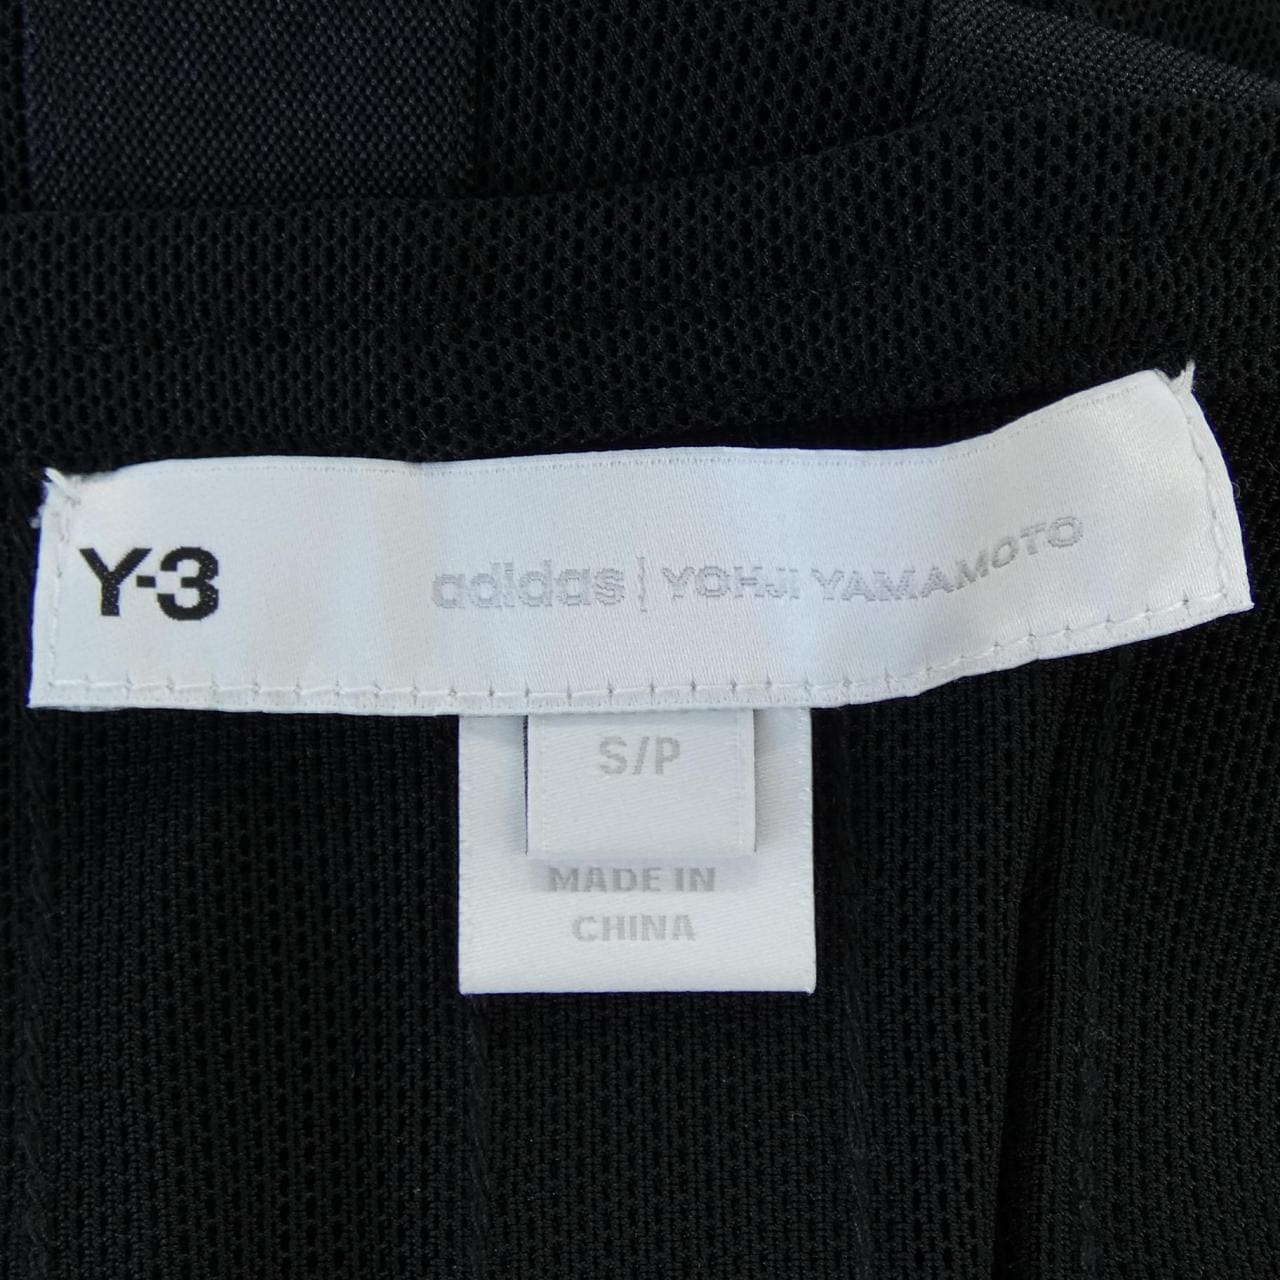 Y-3 adidas | YOHJI YAMAMOTO
S/P
MADE IN
CHINA